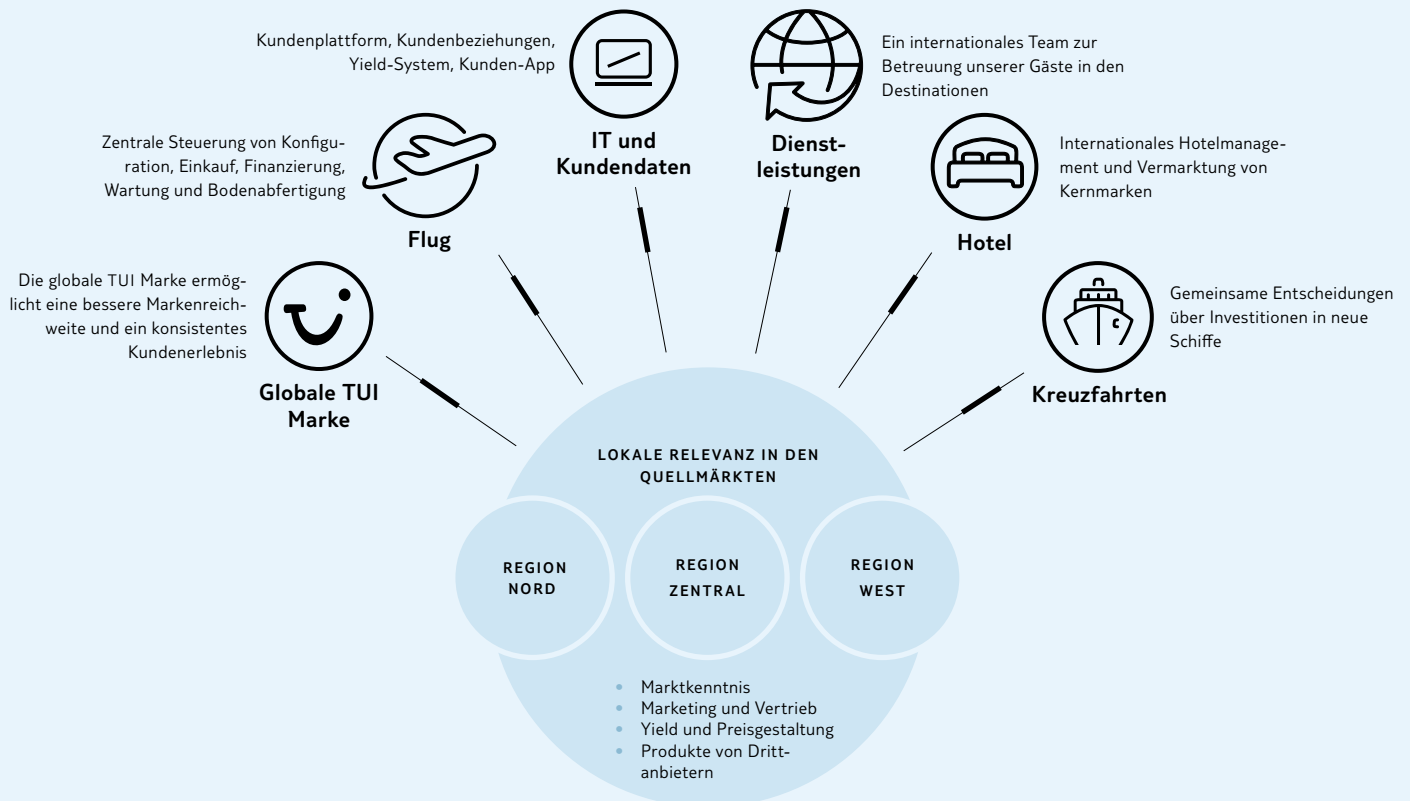 Kundenplattform, Kundenbeziehungen,
Yield-System, Kunden-App
IT und
Kundendaten
Ein internationales Team zur
Betreuung unserer Gäste in den
Destinationen
Dienst-
leistungen
Zentrale Steuerung von Konfigu-
ration, Einkauf, Finanzierung,
Wartung und Bodenabfertigung
Flug
Internationales Hotelmanage-
ment und Vermarktung von
Kernmarken
Hotel
Die globale TUI Marke ermög-
licht eine bessere Markenreich-
weite und ein konsistentes
Kundenerlebnis
Globale TUI
Marke
Gemeinsame Entscheidungen
über Investitionen in neue
Schiffe
Kreuzfahrten
LOKALE RELEVANZ IN DEN
QUELLMÄRKTEN
REGION
NORD
REGION
ZENTRAL
REGION
WEST
• Marktkenntnis
• Marketing und Vertrieb
• Yield und Preisgestaltung
• Produkte von Dritt-
anbietern